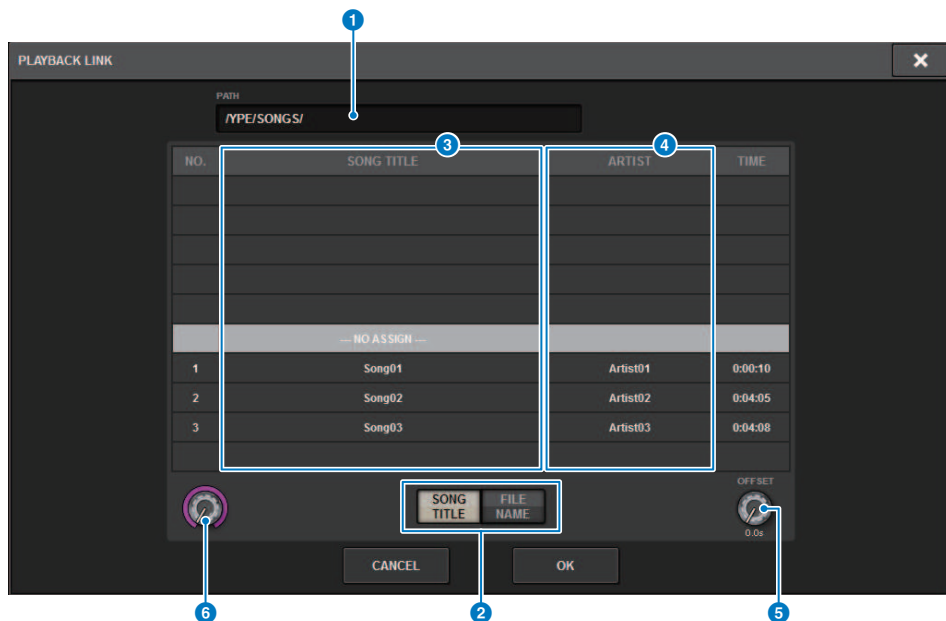 1
PLAYBACK LINK
PATH
/YPE/SONGS/
3
4
NO. SONG TITLE ARTIST TIME
--- NO ASSIGN ---
1 Song01 Artist01 0:00:10
2 Song02 Artist02 0:04:05
3 Song03 Artist03 0:04:08
SONG TITLE
FILE NAME
OFFSET
0.0s
CANCEL
OK
6
2
5